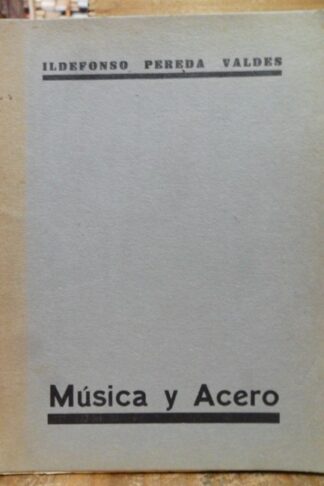 ILDEFONSO PEREDA VALDES
Música y Acero